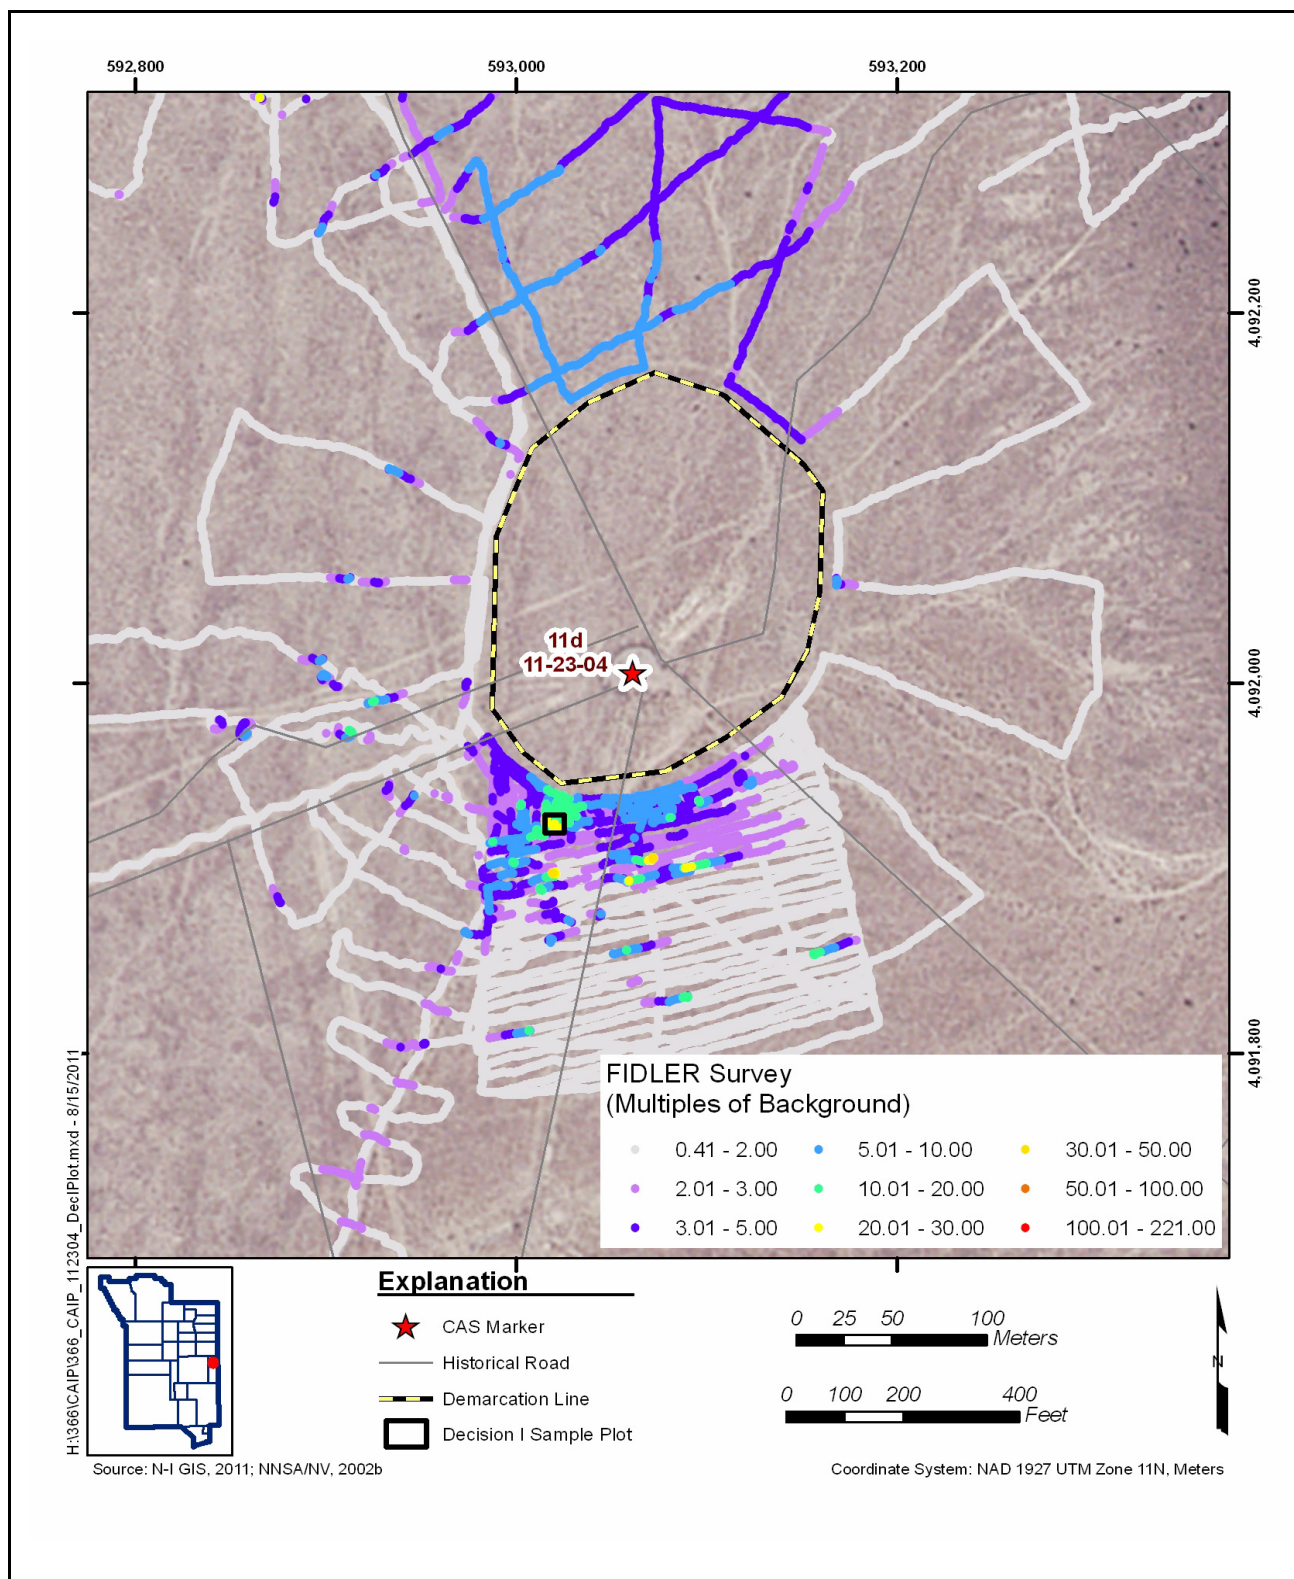 592,800 593,000 593,200
4,092,200
11d
11-23-04
4,092,000
4,091,800
FIDLER Survey
(Multiples of Background)
0.41 - 2.00 5.01 - 10.00 30.01 - 50.00
2.01 - 3.00 10.01 - 20.00 50.01 - 100.00
3.01 - 5.00 20.01 - 30.00 100.01 - 221.00
H:\366\CAIP\366_CAIP_112304_DecIPlot.mxd - 8/15/2011
Explanation
CAS Marker
Historical Road
Demarcation Line
Decision I Sample Plot
0 25 50 100
Meters
0 100 200 400
Feet
N
Source: N-I GIS, 2011; NNSA/NV, 2002b
Coordinate System: NAD 1927 UTM Zone 11N, Meters